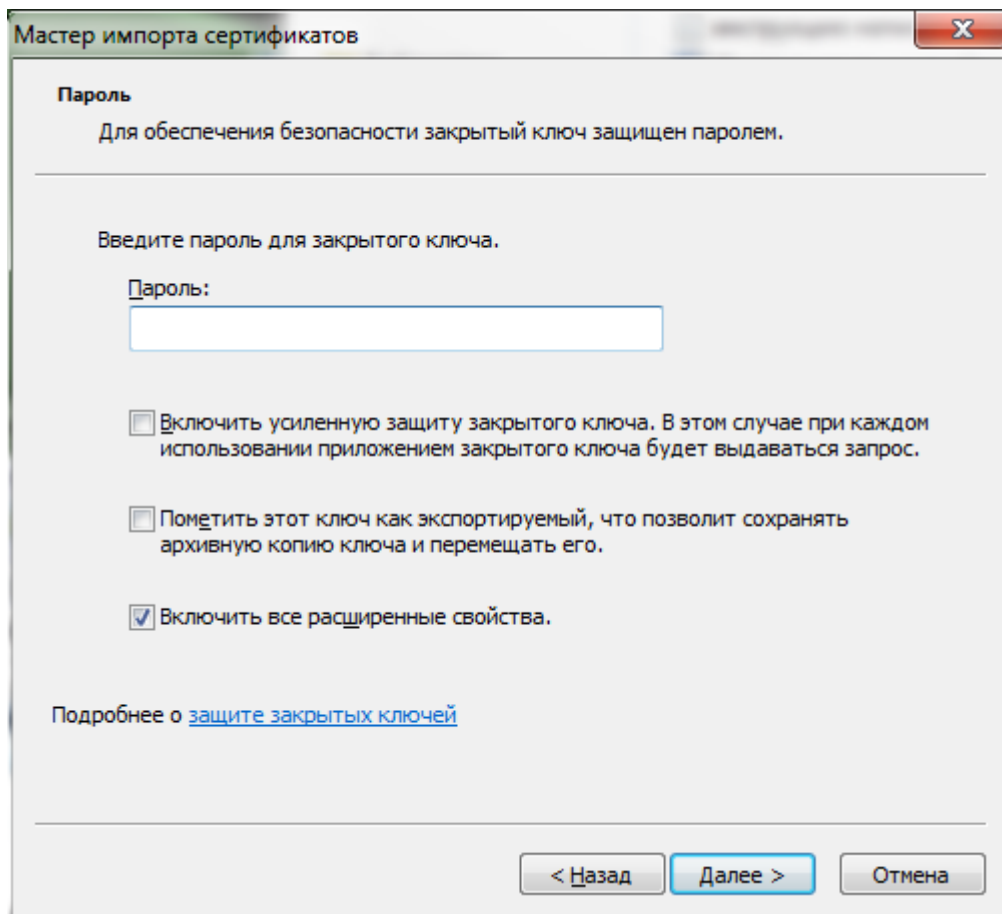 Мастер импорта сертификатов
Пароль
Для обеспечения безопасности закрытый ключ защищен паролем.
Введите пароль для закрытого ключа.
Пароль:
Включить усиленную защиту закрытого ключа. В этом случае при каждом
использовании приложением закрытого ключа будет выдаваться запрос.
Пометить этот ключ как экспортируемый, что позволит сохранять
архивную копию ключа и перемещать его.
Включить все расширенные свойства.
Подробнее о защите закрытых ключей
< Назад Далее > Отмена